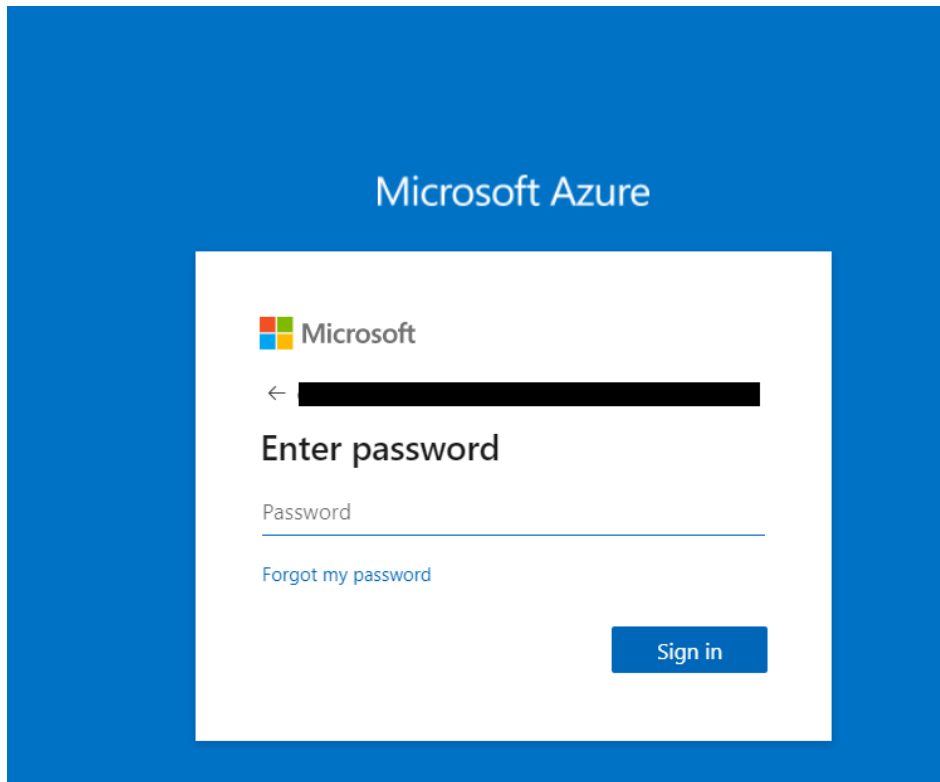 Microsoft Azure
Microsoft
Enter password
Password
Forgot my password
Sign in